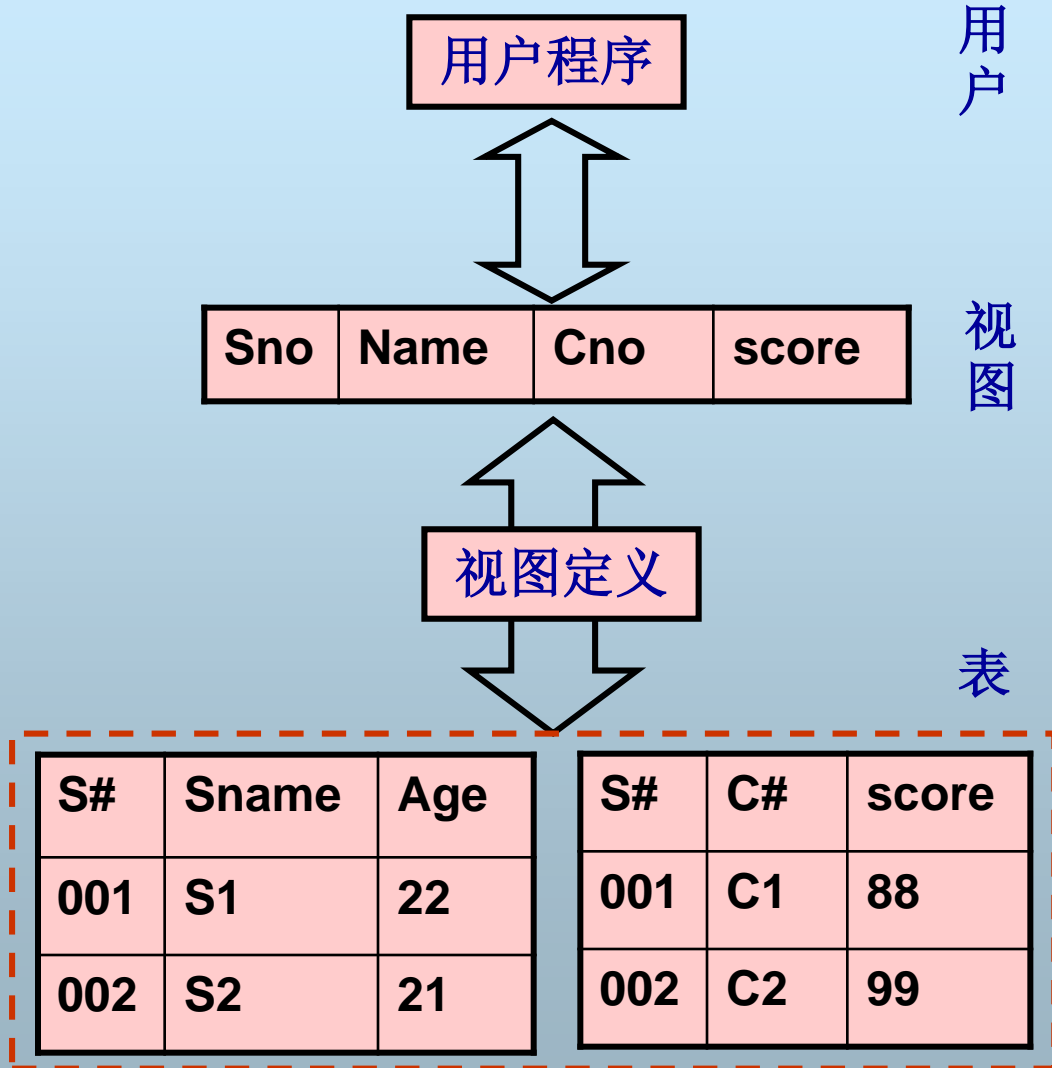 用户程序
用户
Sno Name Cno score
视图
视图定义
表
S# Sname Age
001 S1 22
002 S2 21
S# C# score
001 C1 88
002 C2 99